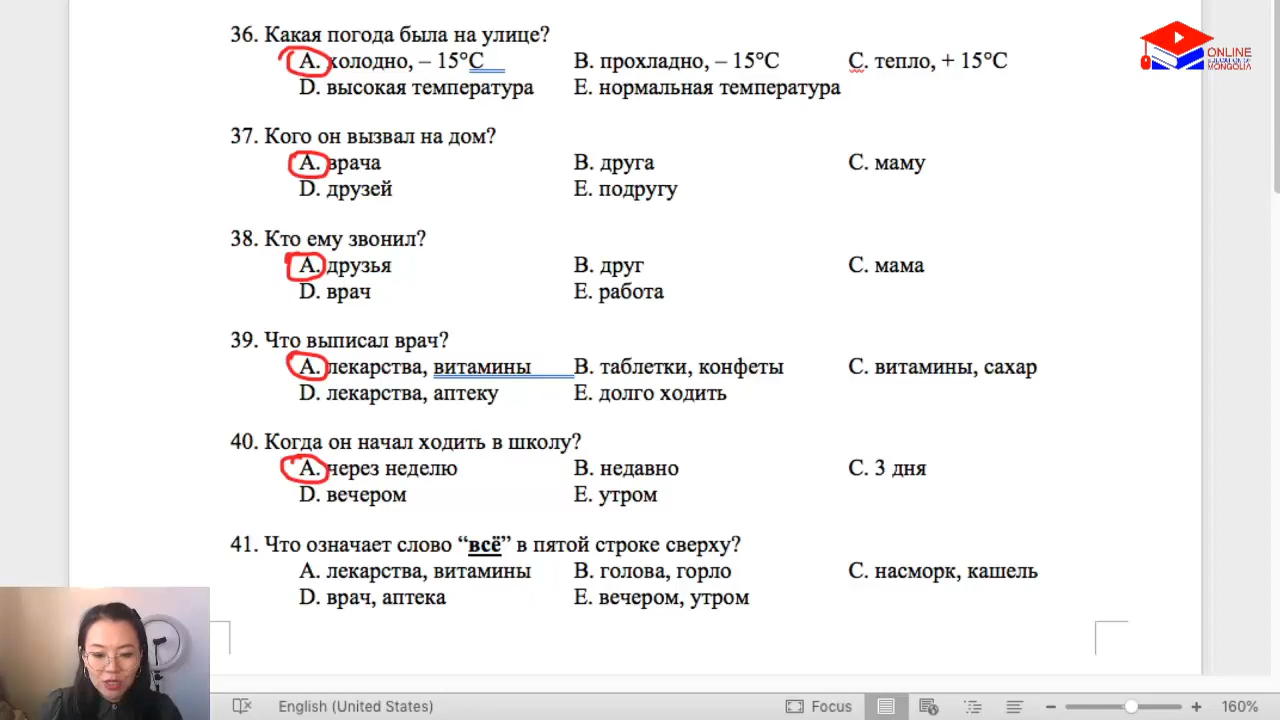 36. Какая погода была на улице?
A. холодно, – 15°C B. прохладно, – 15°C C. тепло, + 15°C
D. высокая температура E. нормальная температура
37. Кого он вызвал на дом?
A. врача B. друга C. маму
D. друзей E. подругу
38. Кто ему звонил?
A. друзья B. друг C. мама
D. врач E. работа
39. Что выписал врач?
A. лекарства, витамины B. таблетки, конфеты C. витамины, сахар
D. лекарства, аптеку E. долго ходить
40. Когда он начал ходить в школу?
A. через неделю B. недавно C. 3 дня
D. вечером E. утром
41. Что означает слово “всё” в пятой строке сверху?
A. лекарства, витамины B. голова, горло C. насморк, кашель
D. врач, аптека E. вечером, утром
ONLINE
EDUCATION OF
MONGOLIA
English (United States) Focus 160%